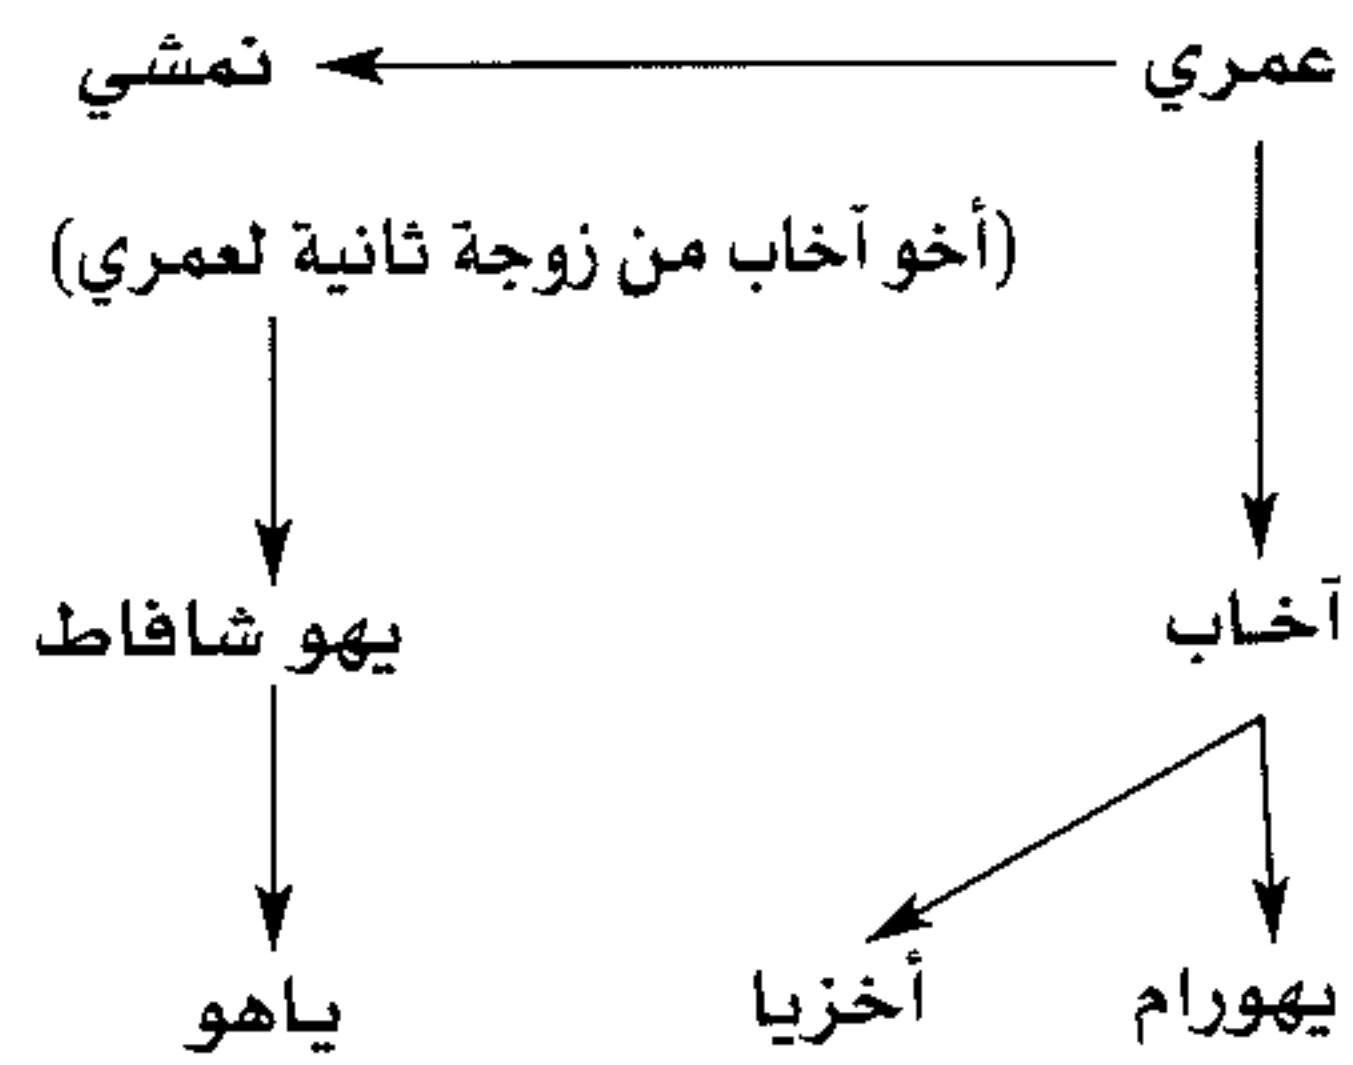 عمري نمشي
(أخو آخاب من زوجة ثانية لعمري)
آخاب يهو شافاط
يهورام أخزيا ياهو